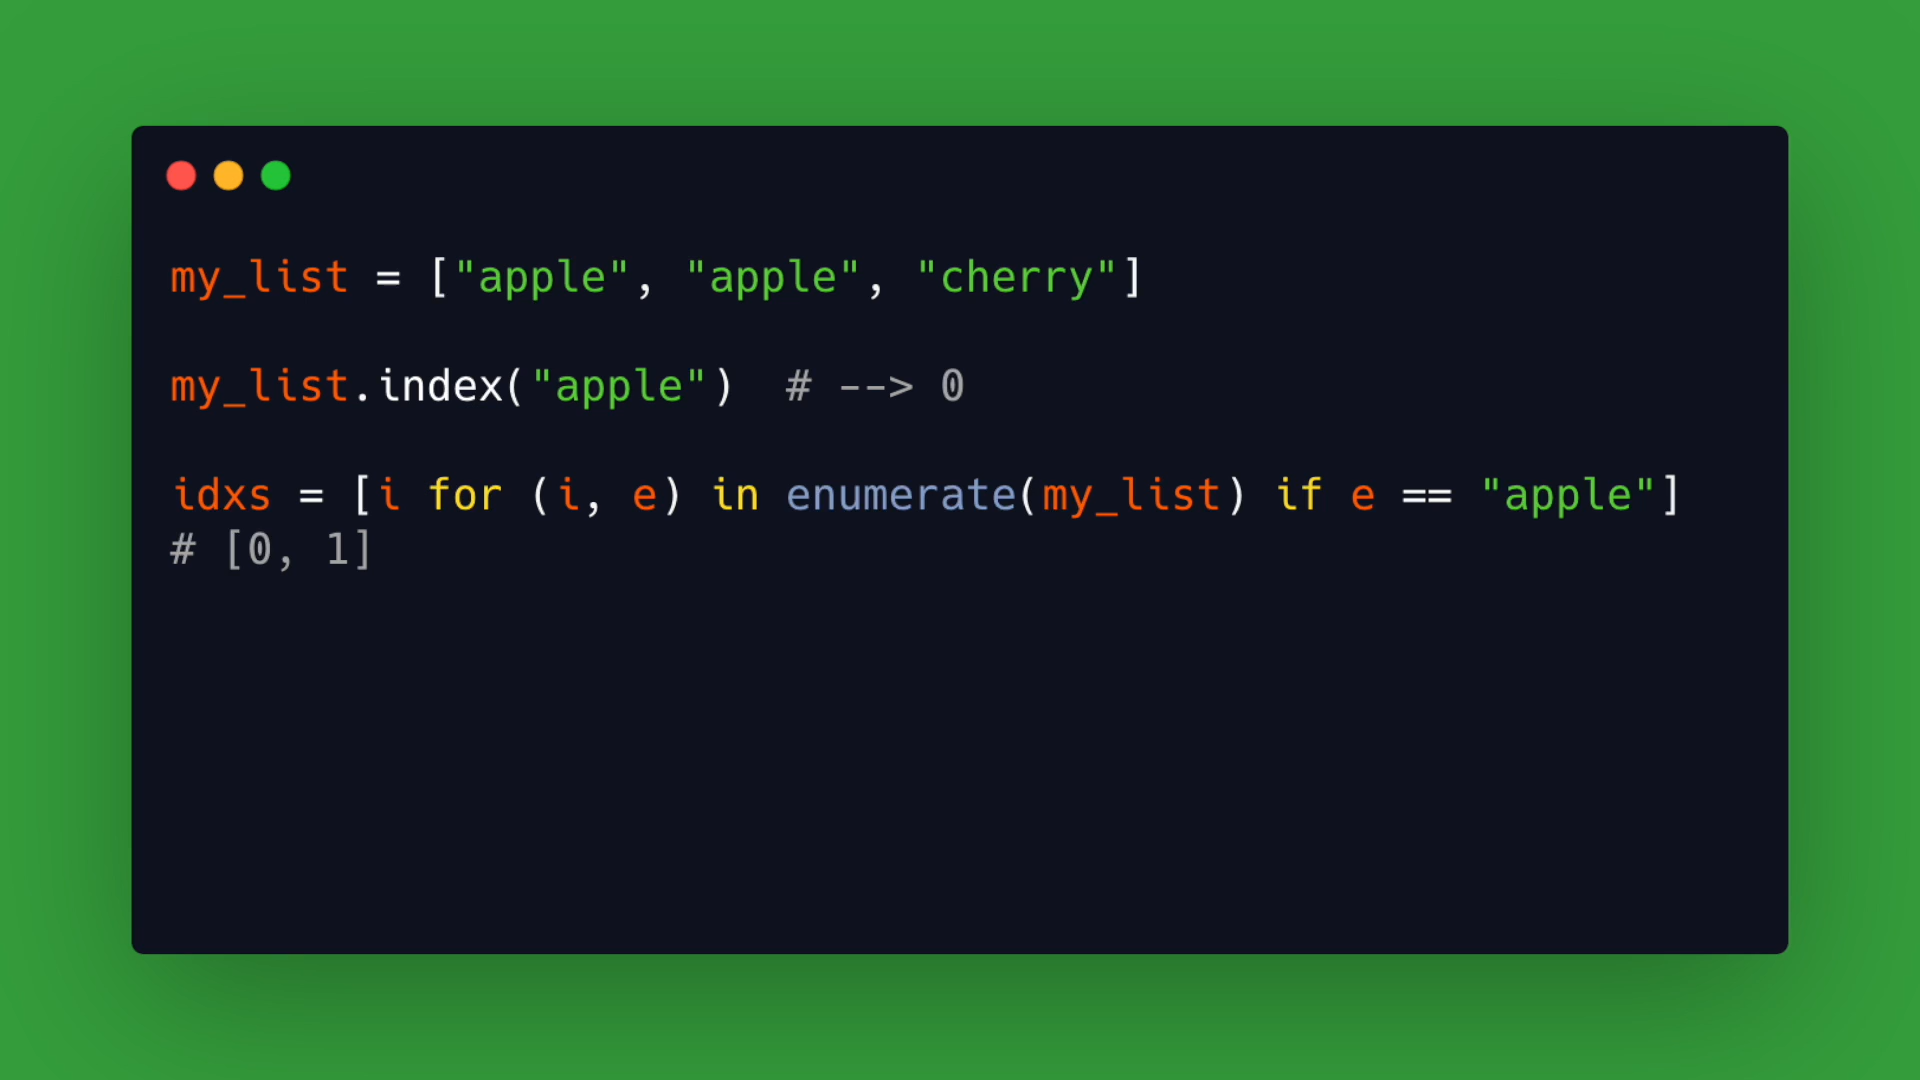 my_list = ["apple", "apple", "cherry"]
my_list.index("apple")  # --> 0
idxs = [i for (i, e) in enumerate(my_list) if e == "apple"]
# [0, 1]